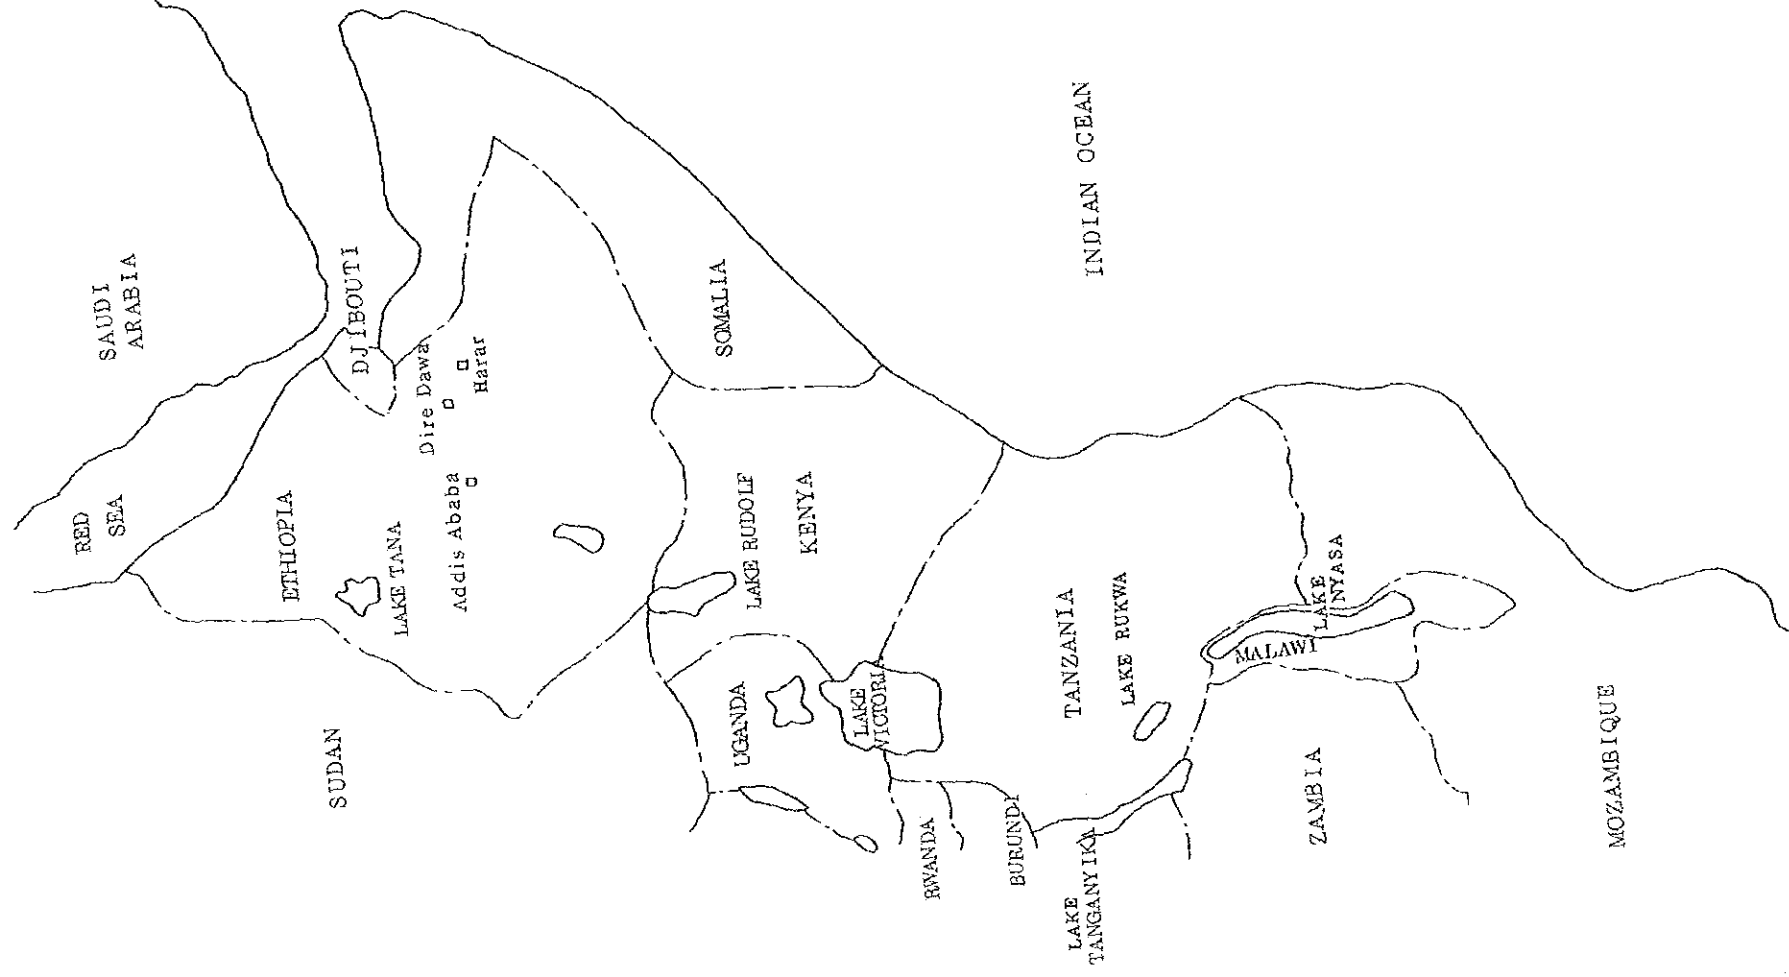 SAUDI
ARABIA
RED
SEA
DJIBOUTI
ETHIOPIA
LAKE TANA
Dire Dawa
Harar
Addis Ababa
SUDAN
SOMALIA
INDIAN OCEAN
LAKE RUDOLF
KENYA
UGANDA
LAKE
VICTORI
RWANDA
BURUNDI
TANZANIA
LAKE RUKWA
LAKE
TANGANYIKA
LAKE
NYASA
MALAWI
ZAMBIA
MOZAMBIQUE